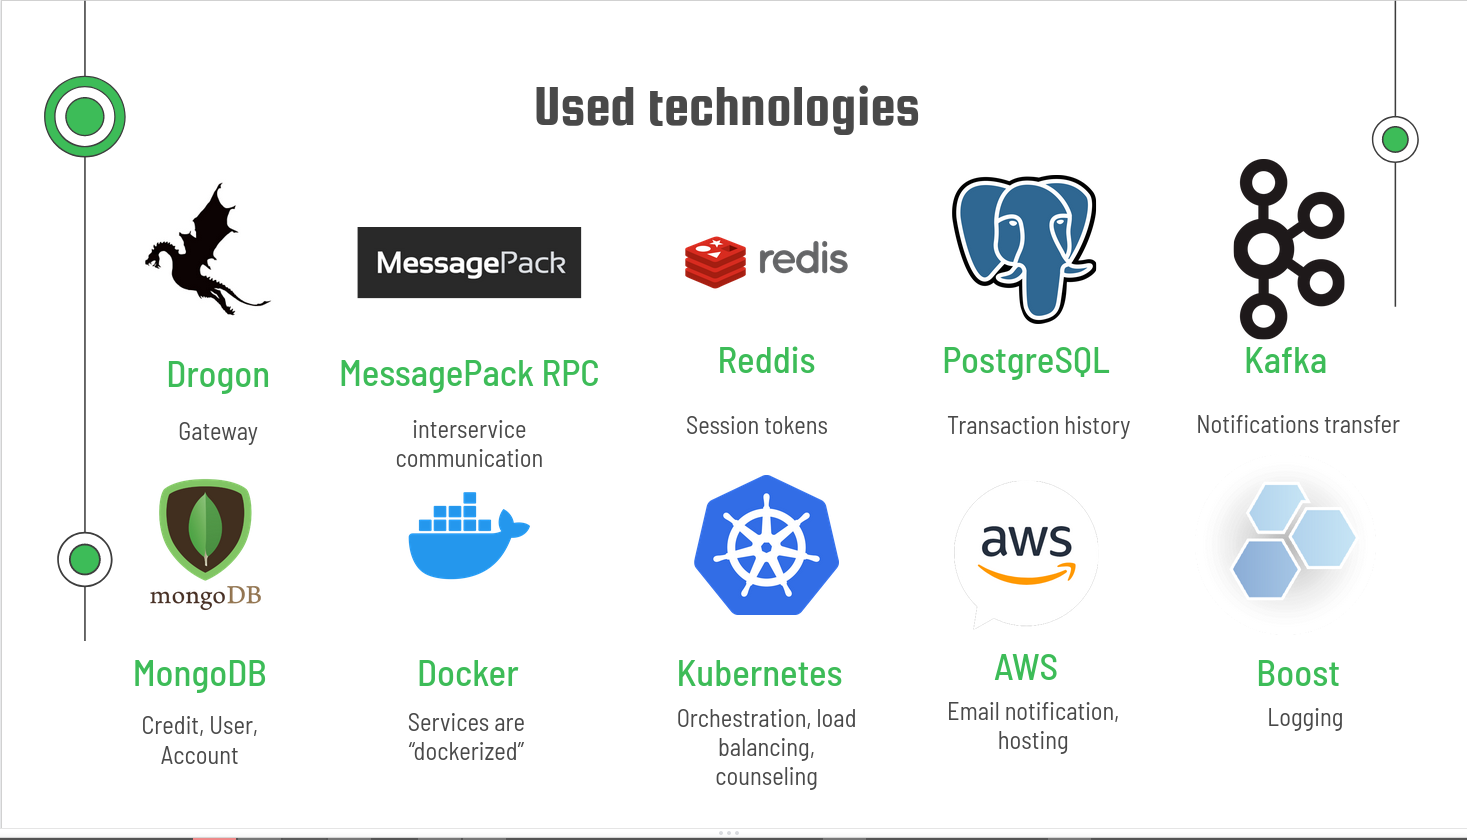 Used technologies
MessagePack
redis
Drogon
MessagePack RPC
Reddis
PostgreSQL
Kafka
Gateway
interservice
communication
Session tokens
Transaction history
Notifications transfer
mongoDB
aws
MongoDB
Docker
Kubernetes
AWS
Boost
Credit, User,
Account
Services are
“dockerized”
Orchestration, load
balancing,
counseling
Email notification,
hosting
Logging